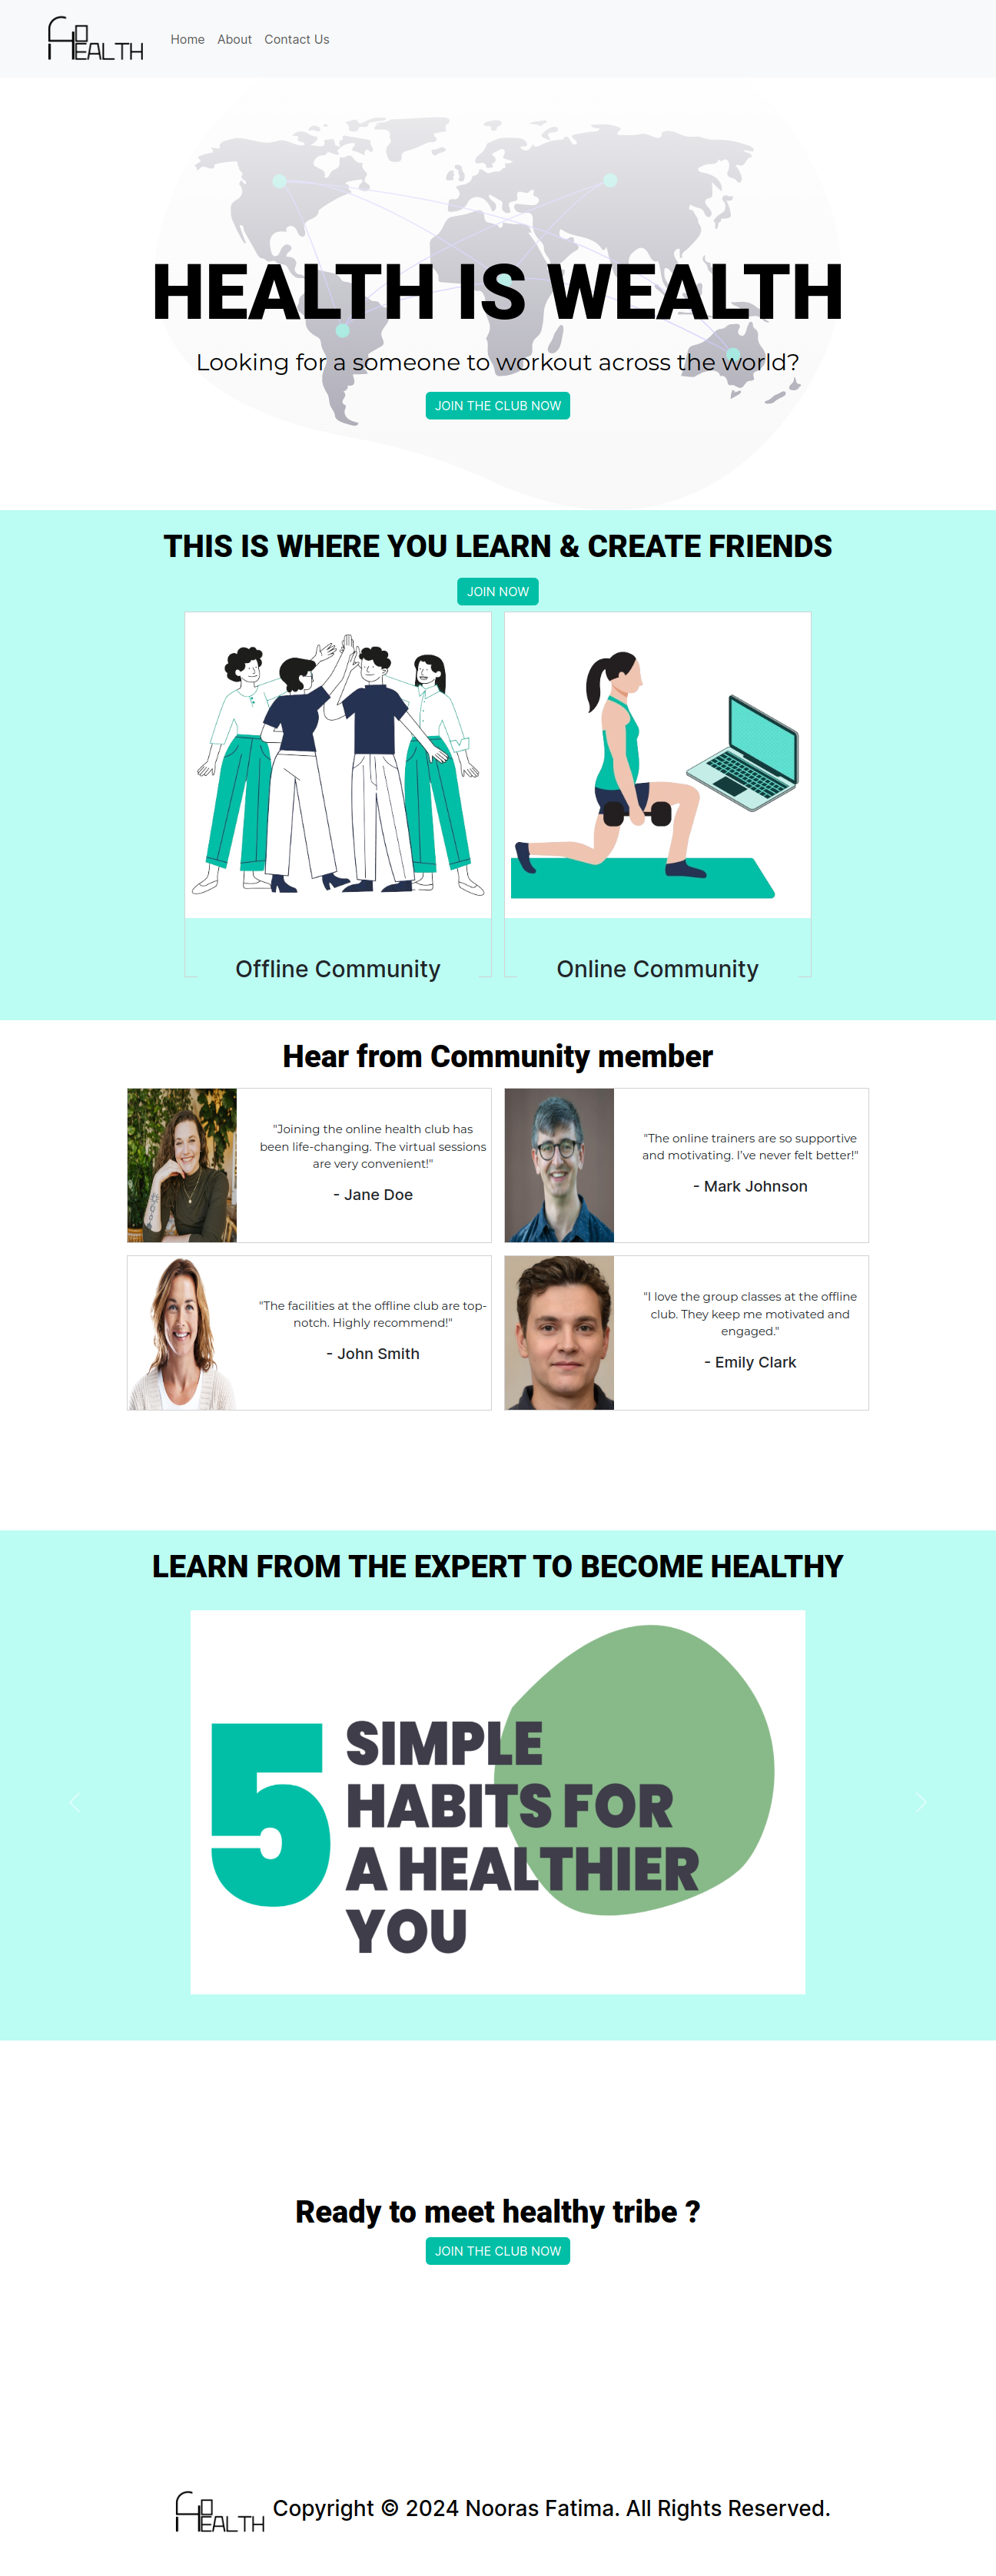 HO
HEALTH
Home About Contact Us
HEALTH IS WEALTH
Looking for a someone to workout across the world?
JOIN THE CLUB NOW
THIS IS WHERE YOU LEARN & CREATE FRIENDS
JOIN NOW
Offline Community
Online Community
Hear from Community member
"Joining the online health club has
been life-changing. The virtual sessions
are very convenient!"
- Jane Doe
"The online trainers are so supportive
and motivating. I've never felt better!"
- Mark Johnson
"The facilities at the offline club are top-
notch. Highly recommend!"
- John Smith
"I love the group classes at the offline
club. They keep me motivated and
engaged."
- Emily Clark
LEARN FROM THE EXPERT TO BECOME HEALTHY
5 SIMPLE
HABITS FOR
A HEALTHIER
YOU
Ready to meet healthy tribe ?
JOIN THE CLUB NOW
HO
HEALTH
Copyright © 2024 Nooras Fatima. All Rights Reserved.